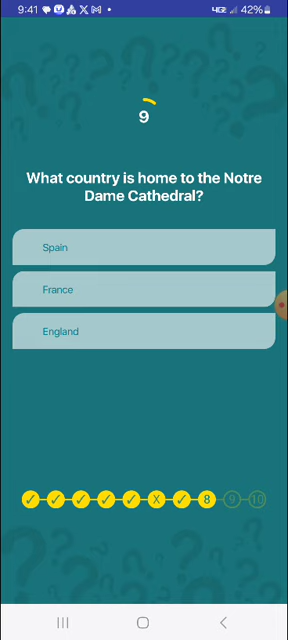 9:41
42%
9
What country is home to the Notre
Dame Cathedral?
Spain
France
England
✓ ✓ ✓ ✓ ✓ X ✓ 8 9 10